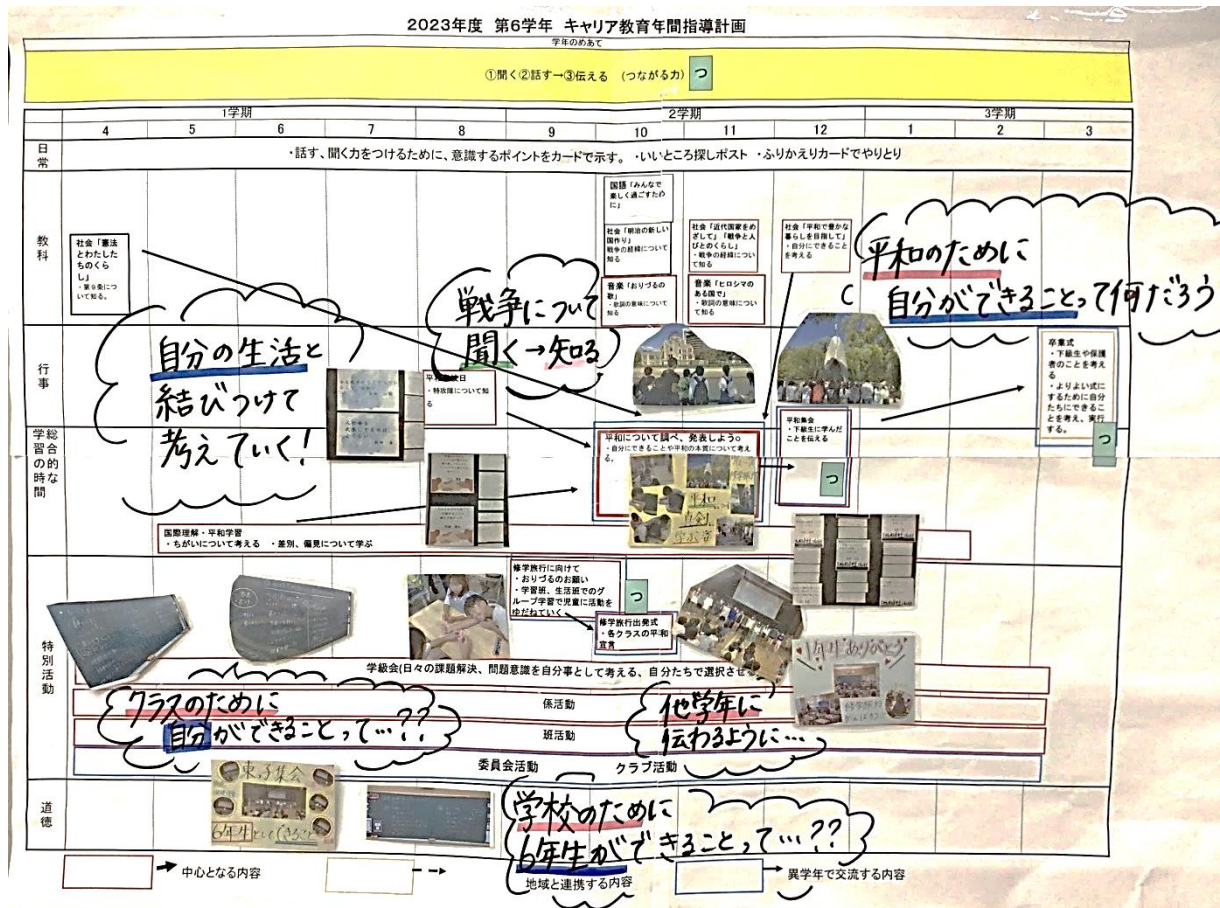 2023年度 第6学年 キャリア教育年間指導計画
学年のめあて
①聞く②話す→③伝える （つながる力） つ
1学期 2学期 3学期
4 5 6 7 8 9 10 11 12 1 2 3
日常
・話す、聞く力をつけるために、意識するポイントをカードで示す。 ・いいところ探しポスト ・ふりかえりカードでやりとり
教科
社会「憲法
とわたした
ちのくら
し」
・第９条につ
いて知る。
国語「みんなで
楽しく過ごすため
に」
社会「明治の新しい
国作り」
戦争の経緯について
知る
音楽「おりづるの
歌」
・歌詞の意味について
知る
社会「近代国家をめ
ざして」「戦争と人
びとのくらし」
・戦争の経緯について
知る
音楽「ヒロシマの
ある国で」
・歌詞の意味につい
て知る
社会「平和で豊かな
暮らしを目指して」
・自分にできること
を考える
平和のために
自分ができることって何だろう
戦争について
聞く→知る
自分の生活と
結びつけて
考えていく！
行事
・特攻隊について知
る
卒業式
・下級生や保護
者のことを考え
る
・よりよい式に
するために自分
たちにできるこ
とを考え、実行
する。
つ
平和集会
・下級生に学んだ
ことを伝える
つ
総合的な
学習の時間
平和について調べ、発表しよう。
・自分にできることや平和の本質について考え
る。
平和
真剣
学ぶ姿
国際理解・平和学習
・ちがいについて考える ・差別、偏見について学ぶ
特別活動
修学旅行に向けて
・おりづるのお願い
・学習班、生活班でのグ
ループ学習で児童に活動を
ゆだねていく
つ
修学旅行出発式
・各クラスの平和
宣言
1年生ありがとう
学級会(日々の課題解決、問題意識を自分事として考える、自分たちで選択させる
係活動
班活動
委員会活動 クラブ活動
クラスのために
自分ができることって…??
他学年に
伝わるように…
道徳
集会
6年生としてできること
学校のために
6年生ができることって…??
中心となる内容
地域と連携する内容
異学年で交流する内容